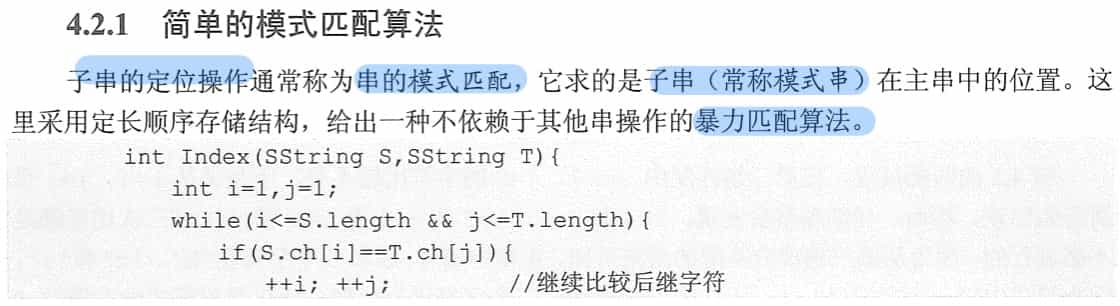 4.2.1 简单的模式匹配算法
子串的定位操作通常称为串的模式匹配，它求的是子串（常称模式串）在主串中的位置。这
里采用定长顺序存储结构，给出一种不依赖于其他串操作的暴力匹配算法。
int Index(SString S,SString T){
int i=1,j=1;
while(i<=S.length && j<=T.length){
if(S.ch[i]==T.ch[j]){
++i; ++j; //继续比较后继字符